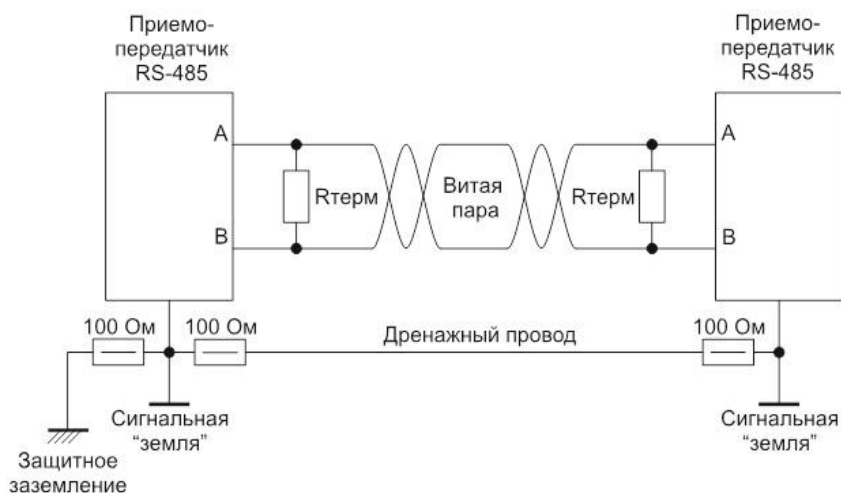 Приемо-
передатчик
RS-485
Приемо-
передатчик
RS-485
A
A
Rтерм
Витая
пара
Rтерм
B
B
100 Ом
100 Ом
Дренажный провод
100 Ом
Сигнальная
“земля”
Сигнальная
“земля”
Защитное
заземление